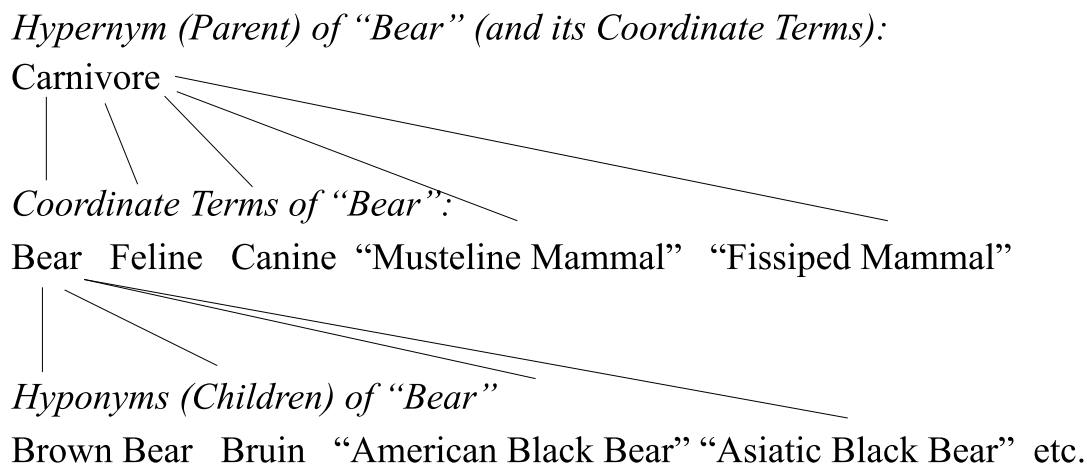 Hypernym (Parent) of “Bear” (and its Coordinate Terms):
Carnivore
Coordinate Terms of “Bear”:
Bear Feline Canine “Musteline Mammal” “Fissiped Mammal”
Hyponyms (Children) of “Bear”
Brown Bear Bruin “American Black Bear” “Asiatic Black Bear” etc.